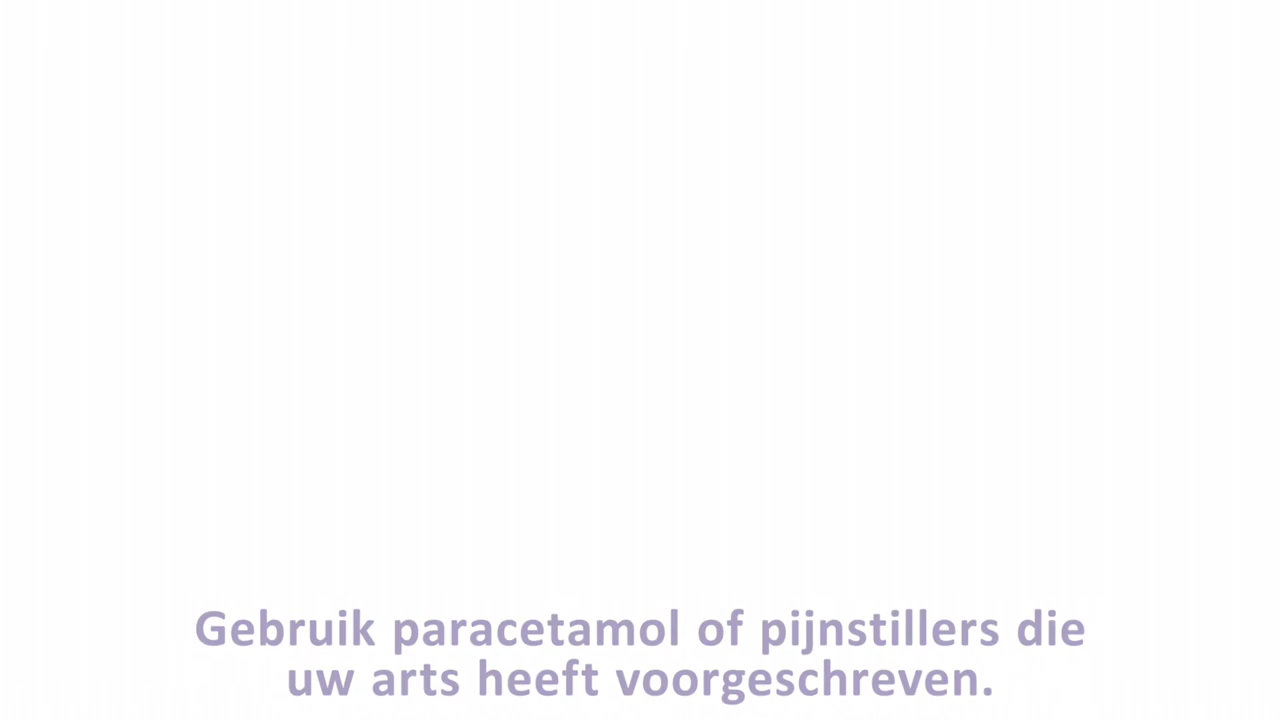 Gebruik paracetamol of pijnstillers die
uw arts heeft voorgeschreven.